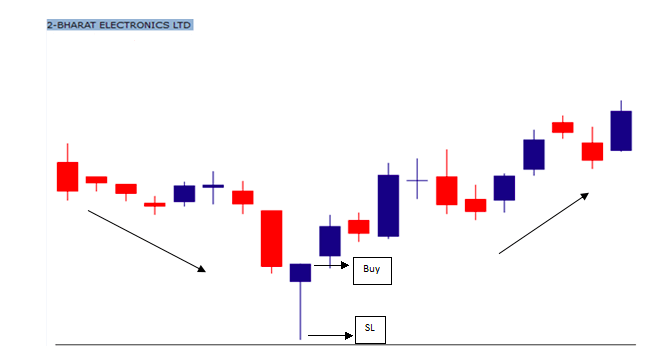 2-BHARAT ELECTRONICS LTD
Buy
SL